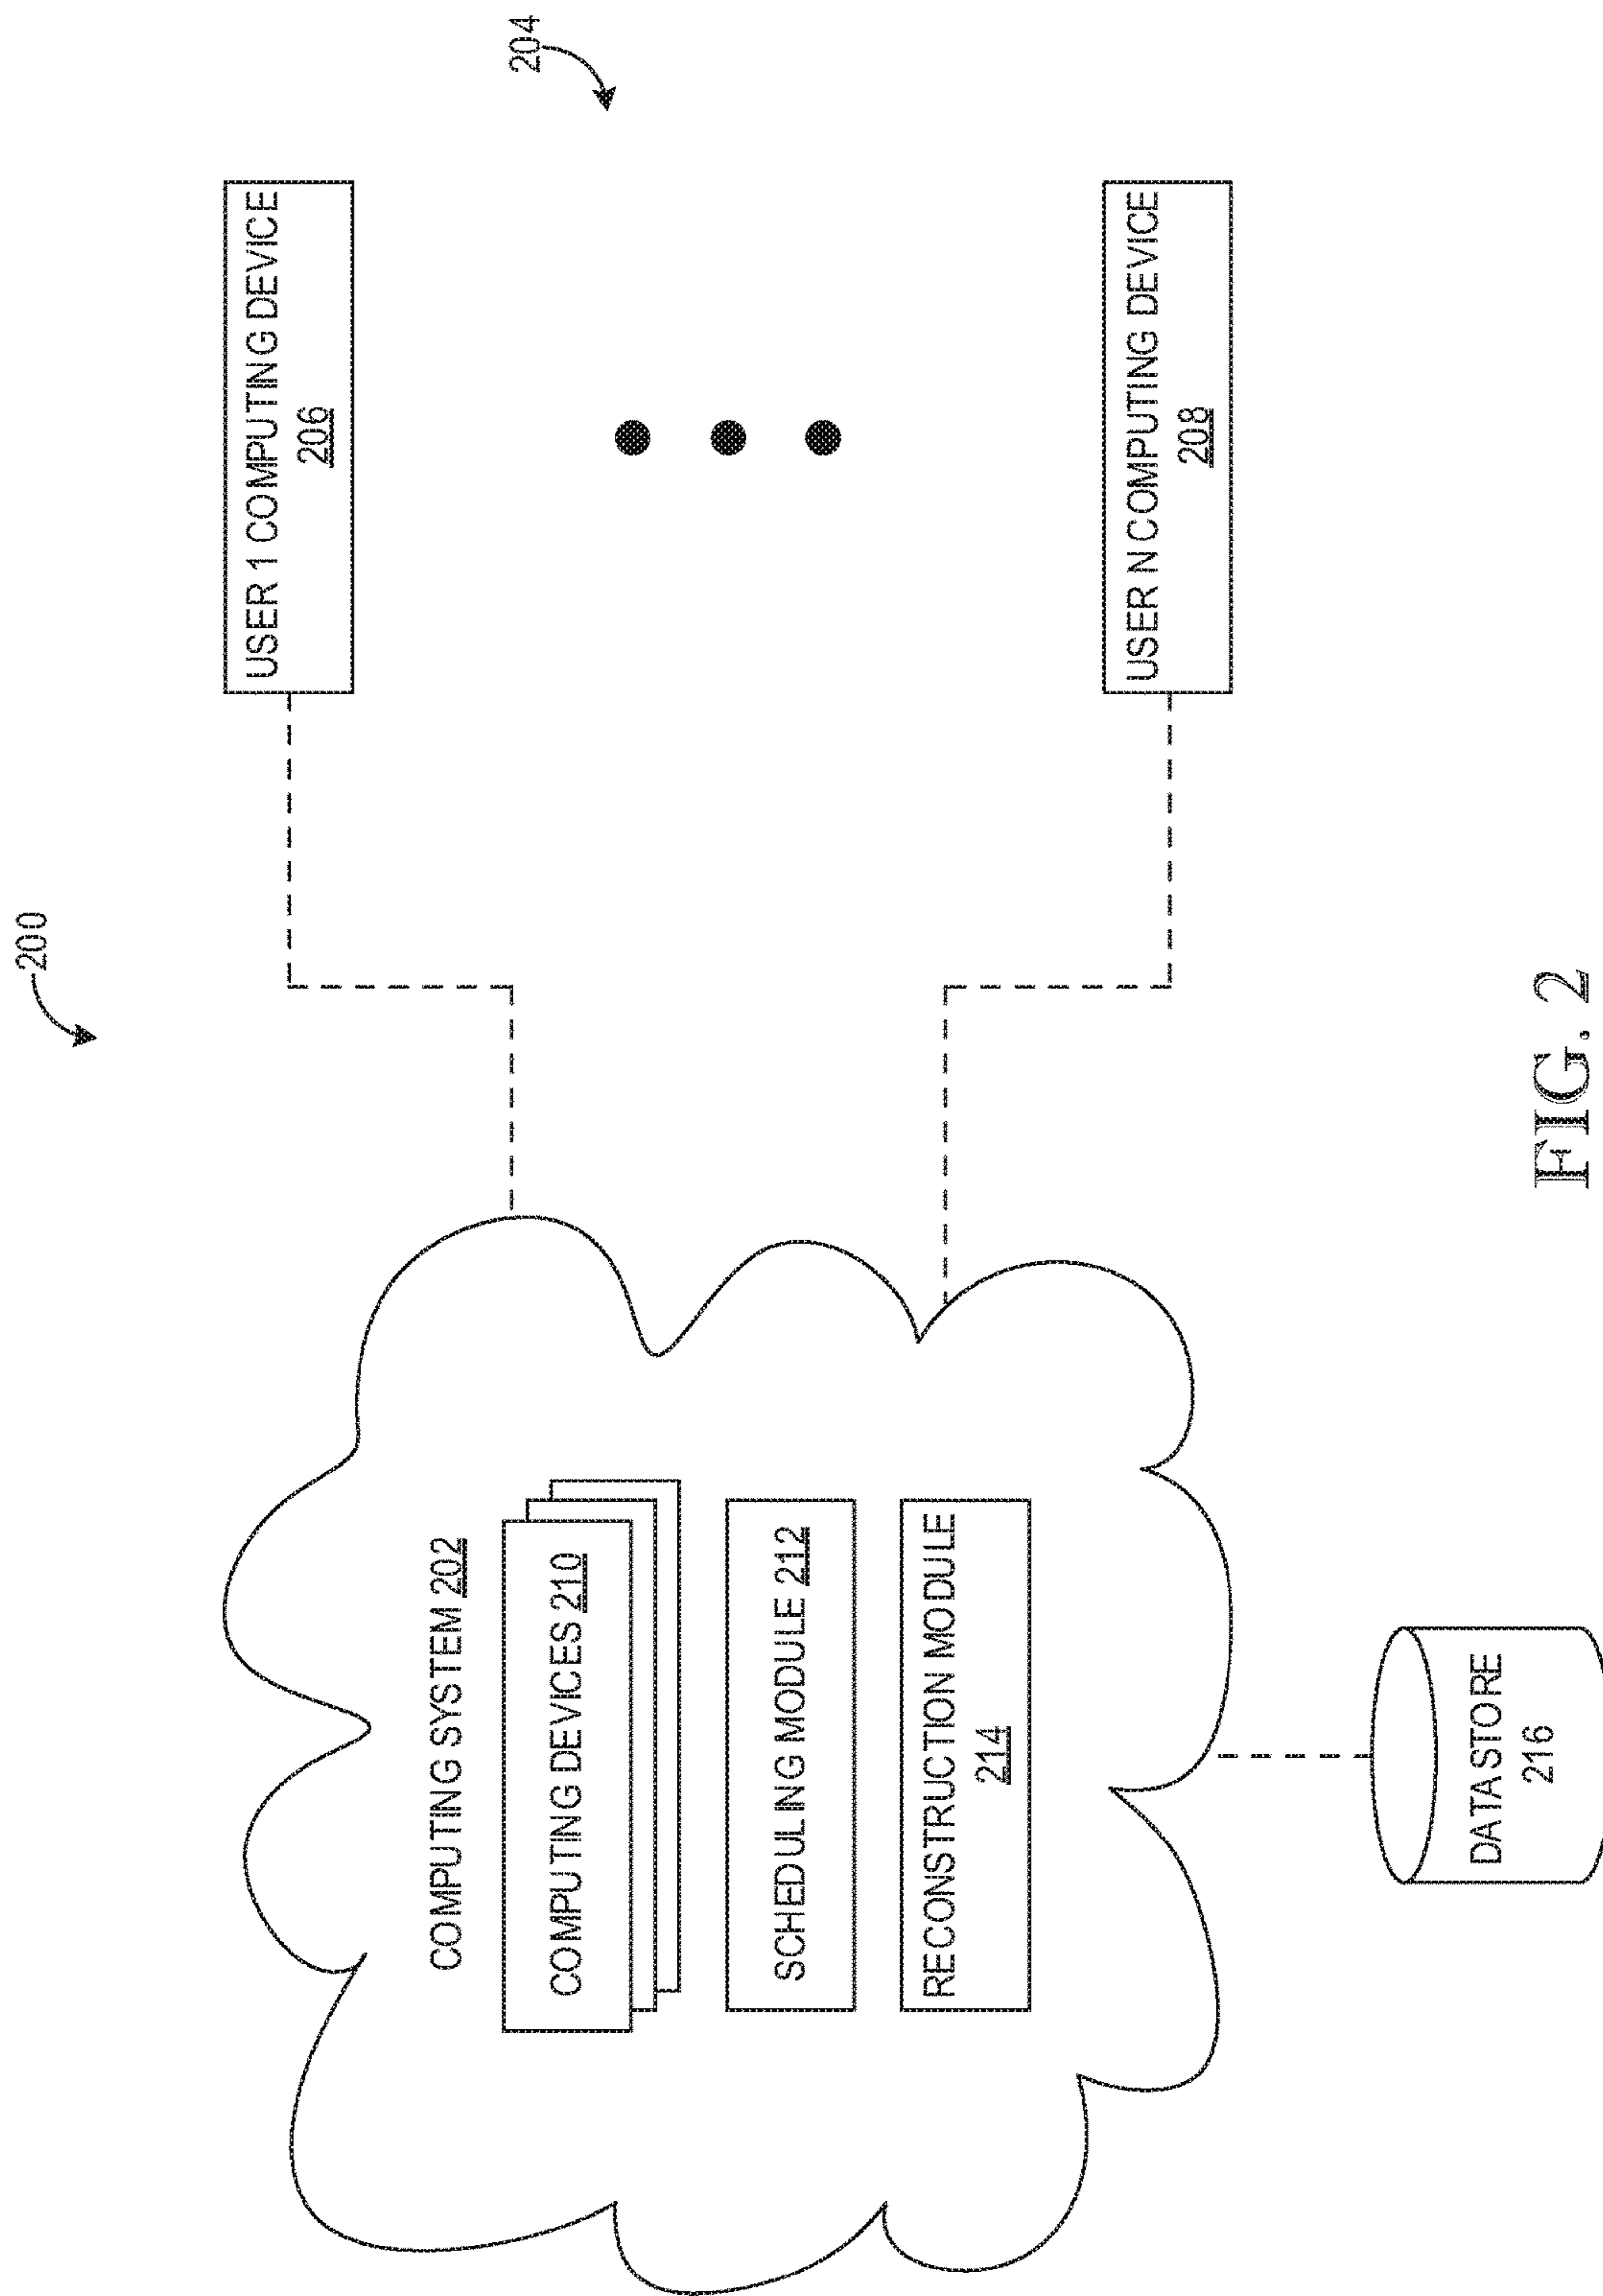 200
204
COMPUTING SYSTEM 202
COMPUTING DEVICES 210
SCHEDULING MODULE 212
RECONSTRUCTION MODULE
214
DATA STORE
216
USER 1 COMPUTING DEVICE
206
USER N COMPUTING DEVICE
208
FIG. 2